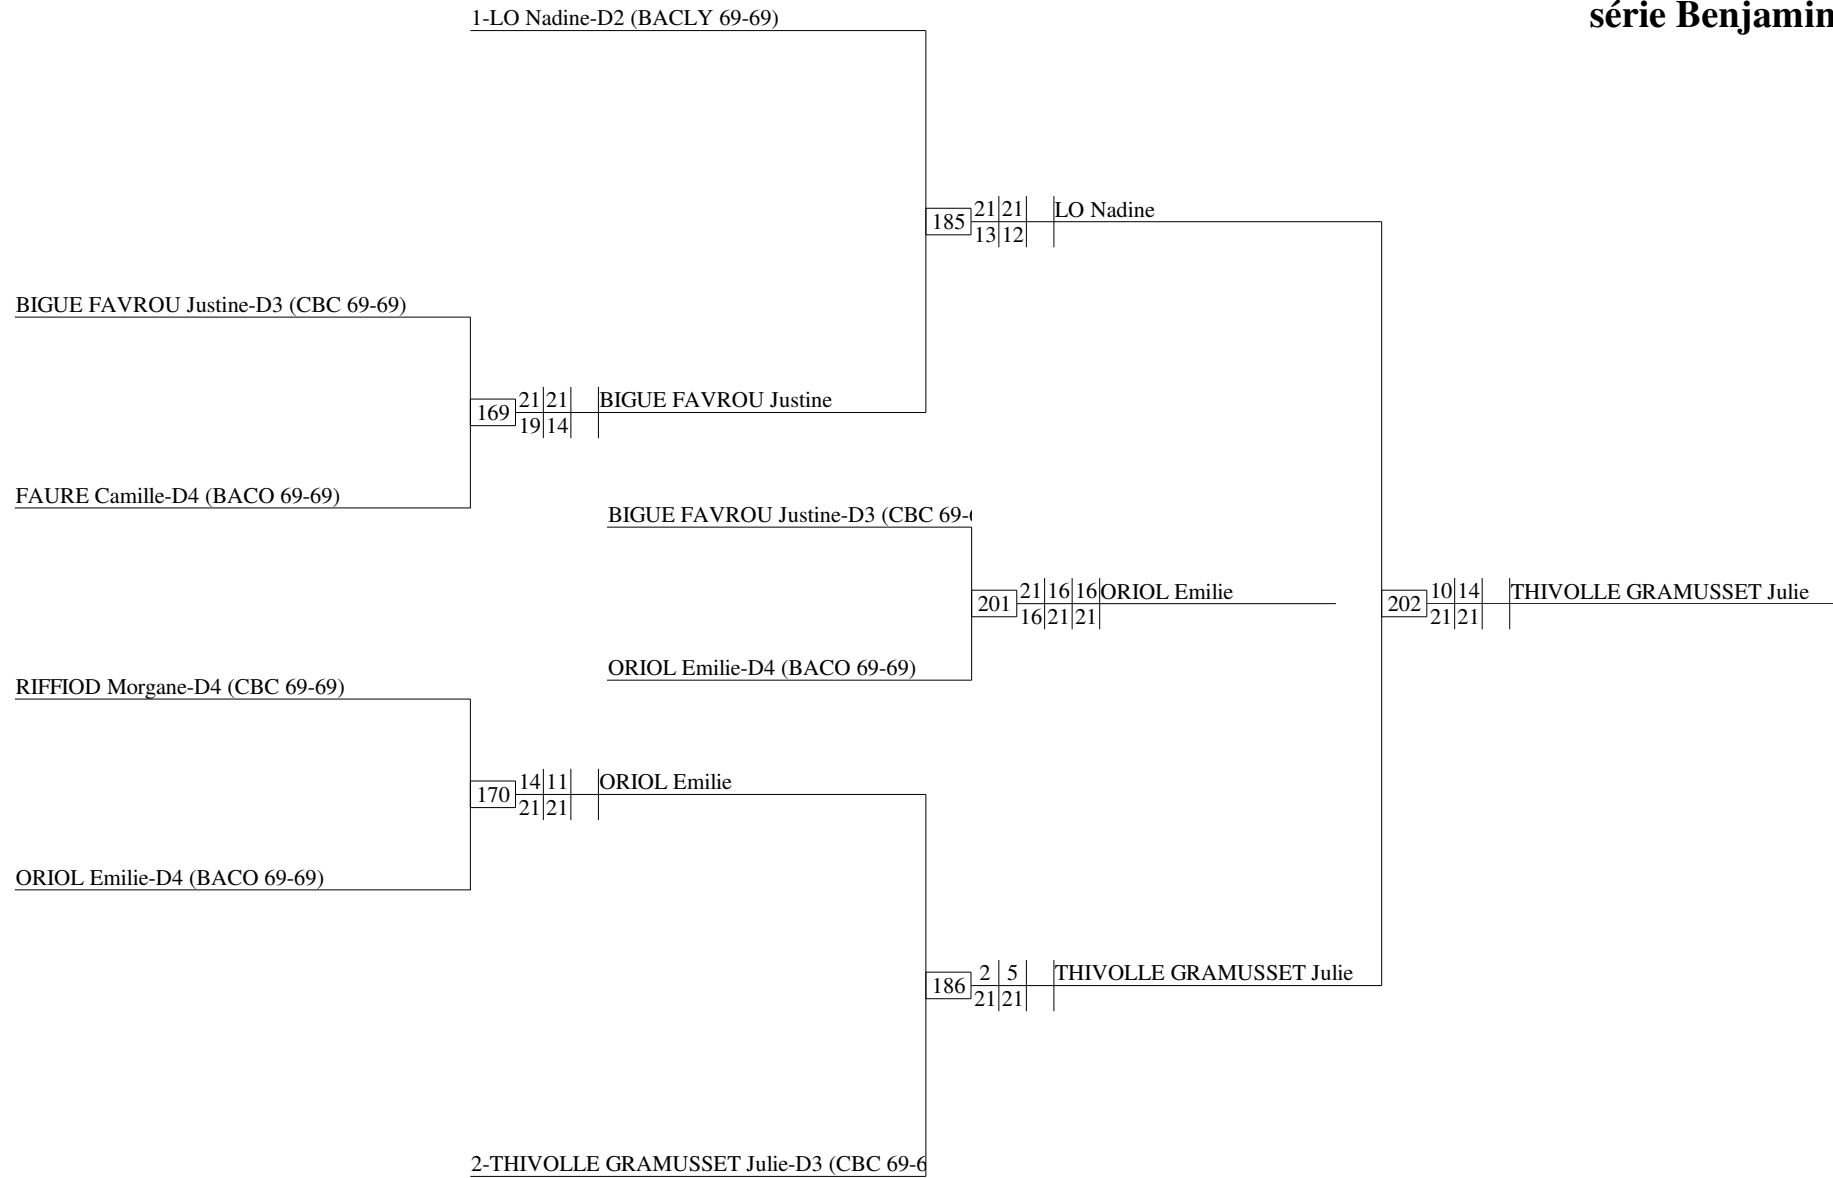 1-LO Nadine-D2 (BACLY 69-69)
série Benjamin
21 21 LO Nadine
185
13 12
BIGUE FAVROU Justine-D3 (CBC 69-69)
21 21 BIGUE FAVROU Justine
169
19 14
FAURE Camille-D4 (BACO 69-69)
BIGUE FAVROU Justine-D3 (CBC 69-
21 16 16 ORIOL Emilie
201
16 21 21
10 14 THIVOLLE GRAMUSSET Julie
202
21 21
ORIOL Emilie-D4 (BACO 69-69)
RIFFIOD Morgane-D4 (CBC 69-69)
14 11 ORIOL Emilie
170
21 21
ORIOL Emilie-D4 (BACO 69-69)
2 5 THIVOLLE GRAMUSSET Julie
186
21 21
2-THIVOLLE GRAMUSSET Julie-D3 (CBC 69-6